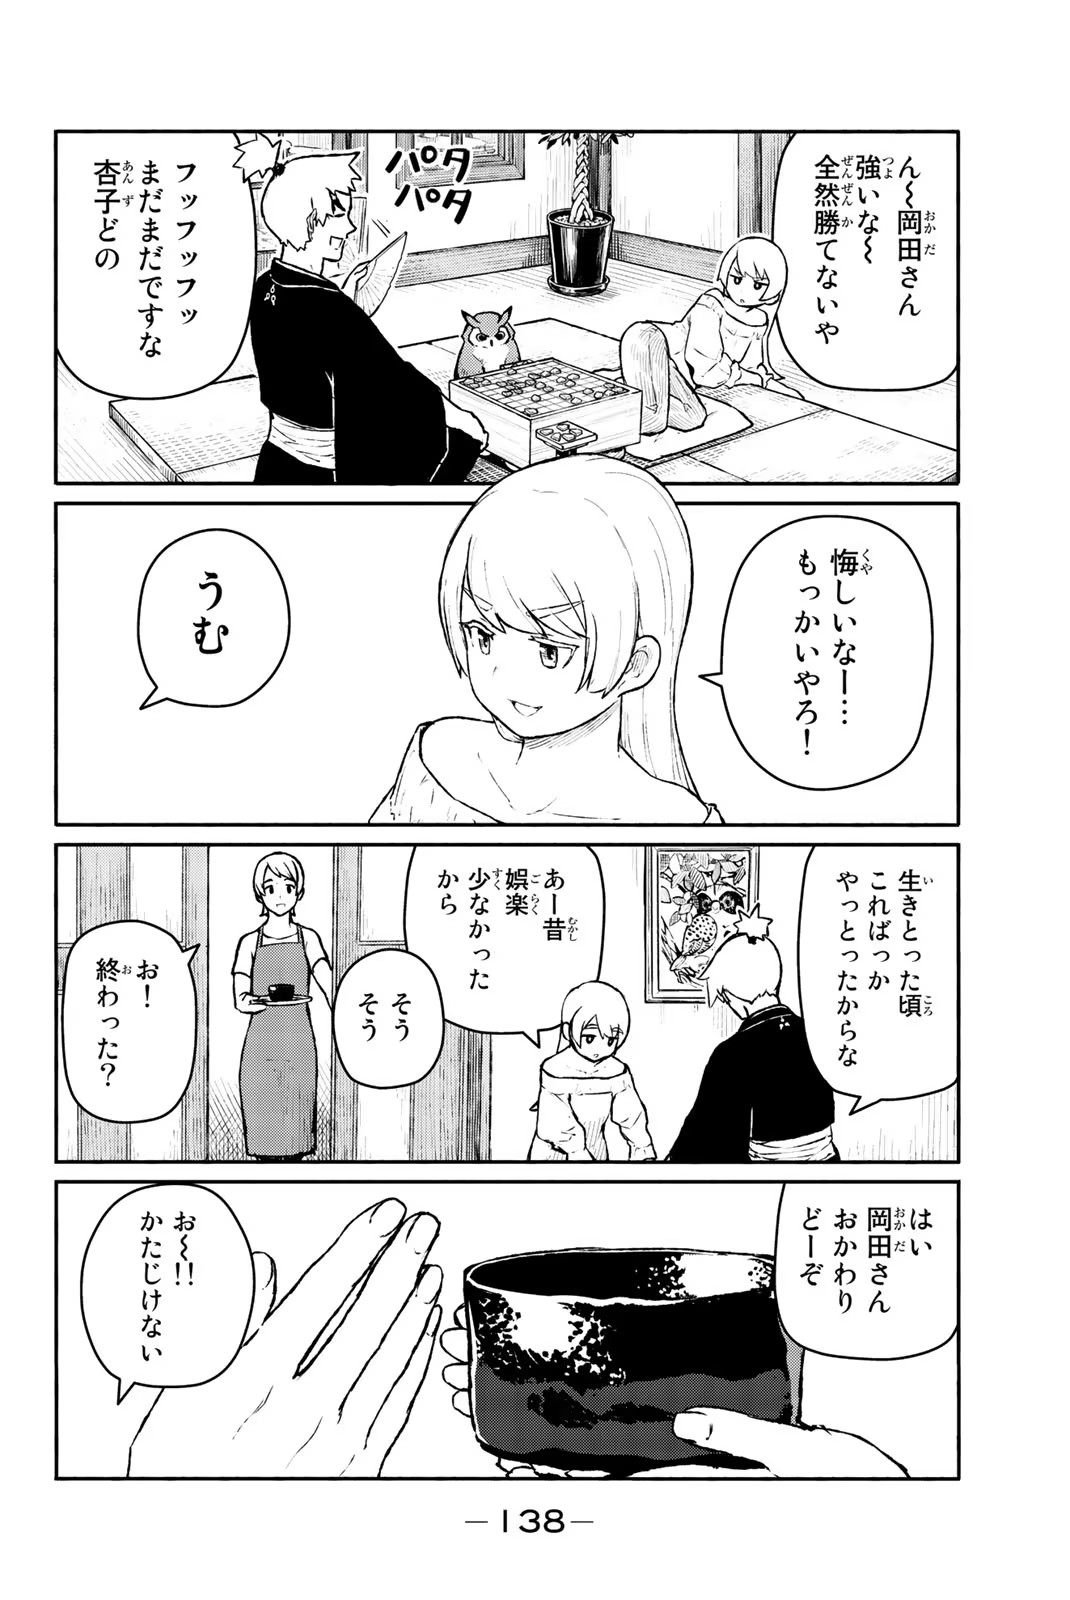 ん〜岡田さん
強いな〜
全然勝てないや
パタ
パタ
フッフッフッ
まだまだですな
杏子どの
悔しいなー…
もっかいやろ！
うむ
生きとった頃
こればっか
やっとったからな
あー昔
娯楽
少なかった
から
そう
そう
お！
終わった？
はい
岡田さん
おかわり
どーぞ
お〜!!
かたじけない
—138—